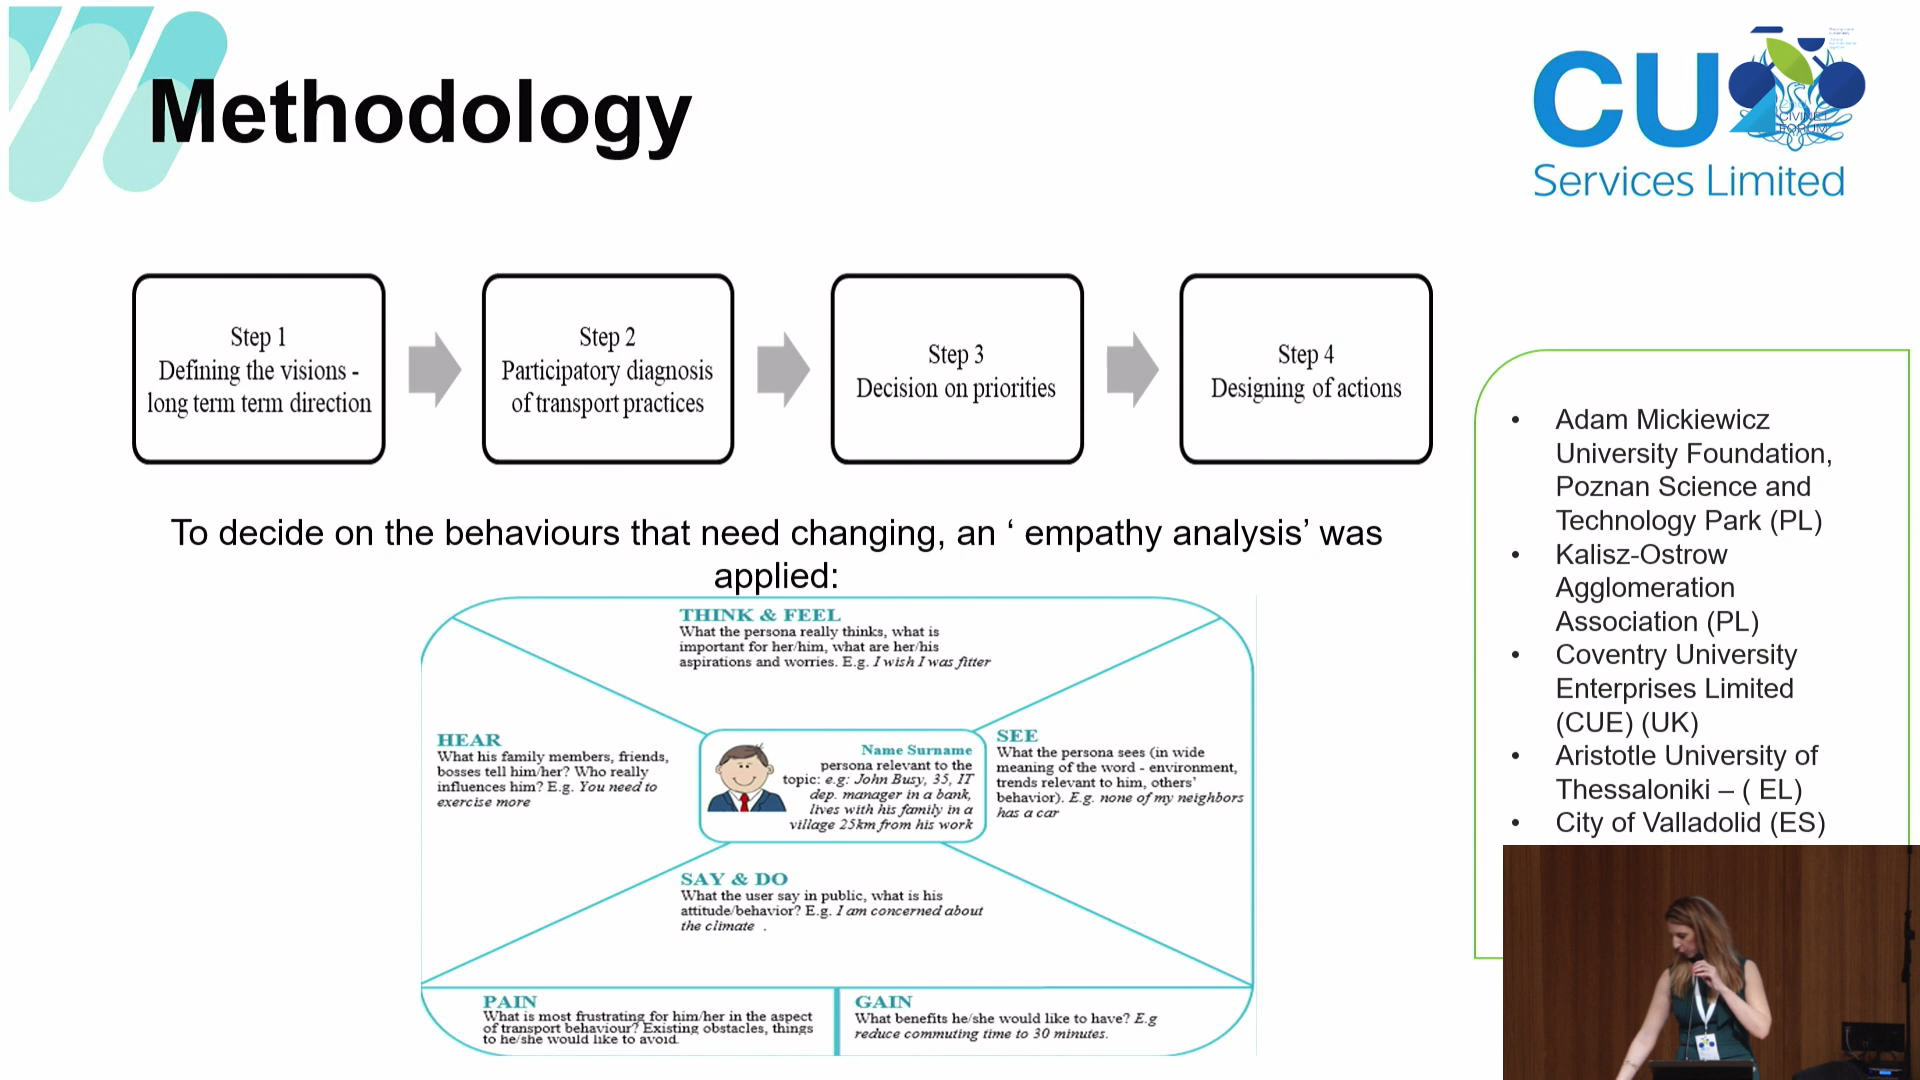 Methodology
CU
CIVINET
FORUM
Services Limited
Step 1
Defining the visions -
long term term direction
Step 2
Participatory diagnosis
of transport practices
Step 3
Decision on priorities
Step 4
Designing of actions
To decide on the behaviours that need changing, an ‘ empathy analysis’ was
applied:
THINK & FEEL
What the persona really thinks, what is
important for her/him, what are her/his
aspirations and worries. E.g. I wish I was fitter
HEAR
What his family members, friends,
bosses tell him/her? Who really
influences him? E.g. You need to
exercise more
Name Surname
persona relevant to the
topic: e.g: John Busy, 35, IT
dep. manager in a bank,
lives with his family in a
village 25km from his work
SEE
What the persona sees (in wide
meaning of the word - environment,
trends relevant to him, others’
behavior). E.g. none of my neighbors
has a car
SAY & DO
What the user say in public, what is his
attitude/behavior? E.g. I am concerned about
the climate .
PAIN
What is most frustrating for him/her in the aspect
of transport behaviour? Existing obstacles, things
to he/she would like to avoid.
GAIN
What benefits he/she would like to have? E.g
reduce commuting time to 30 minutes.
• Adam Mickiewicz
University Foundation,
Poznan Science and
Technology Park (PL)
• Kalisz-Ostrow
Agglomeration
Association (PL)
• Coventry University
Enterprises Limited
(CUE) (UK)
• Aristotle University of
Thessaloniki – ( EL)
• City of Valladolid (ES)